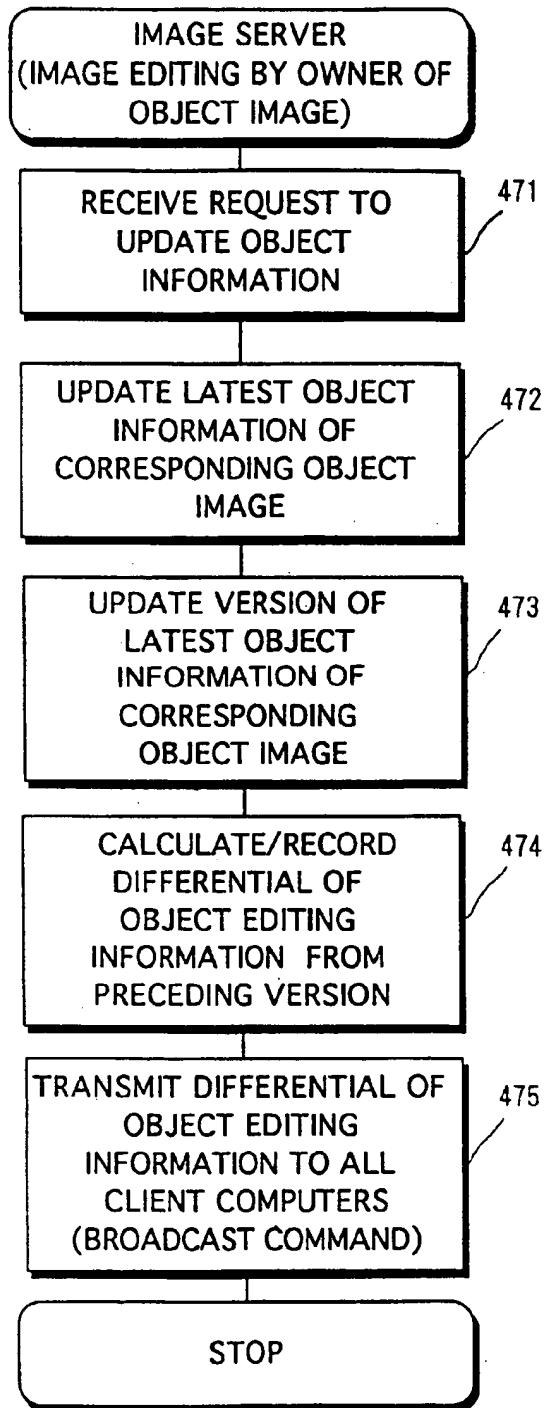 IMAGE SERVER
(IMAGE EDITING BY OWNER OF
OBJECT IMAGE)
RECEIVE REQUEST TO
UPDATE OBJECT
INFORMATION
471
UPDATE LATEST OBJECT
INFORMATION OF
CORRESPONDING OBJECT
IMAGE
472
UPDATE VERSION OF
LATEST OBJECT
INFORMATION OF
CORRESPONDING
OBJECT IMAGE
473
CALCULATE/RECORD
DIFFERENTIAL OF
OBJECT EDITING
INFORMATION FROM
PRECEDING VERSION
474
TRANSMIT DIFFERENTIAL OF
OBJECT EDITING
INFORMATION TO ALL
CLIENT COMPUTERS
(BROADCAST COMMAND)
475
STOP